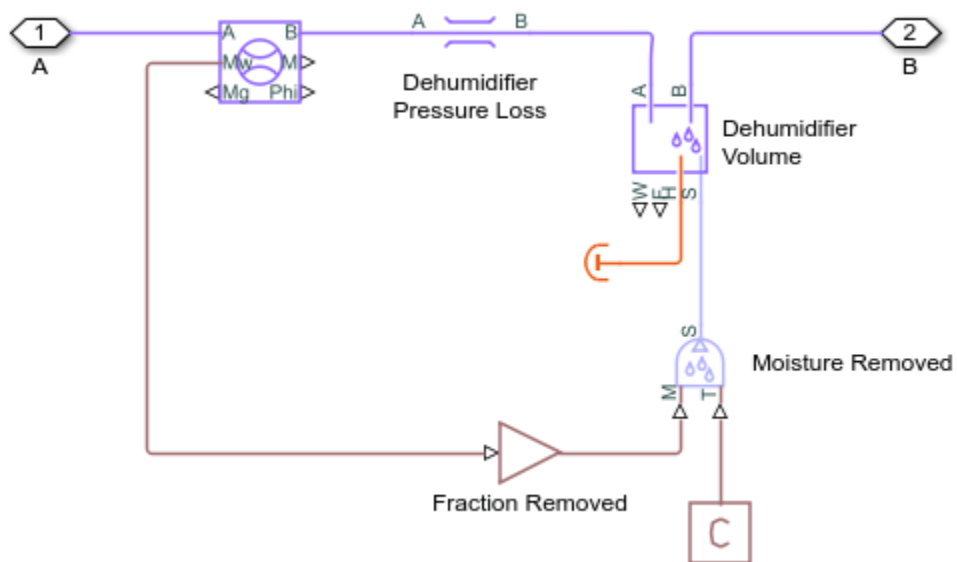 1
A
A B
Mw M
Mg Phi
A B
Dehumidifier
Pressure Loss
2
B
A B
Dehumidifier
Volume
W E H S
S
Moisture Removed
M T
Fraction Removed
C